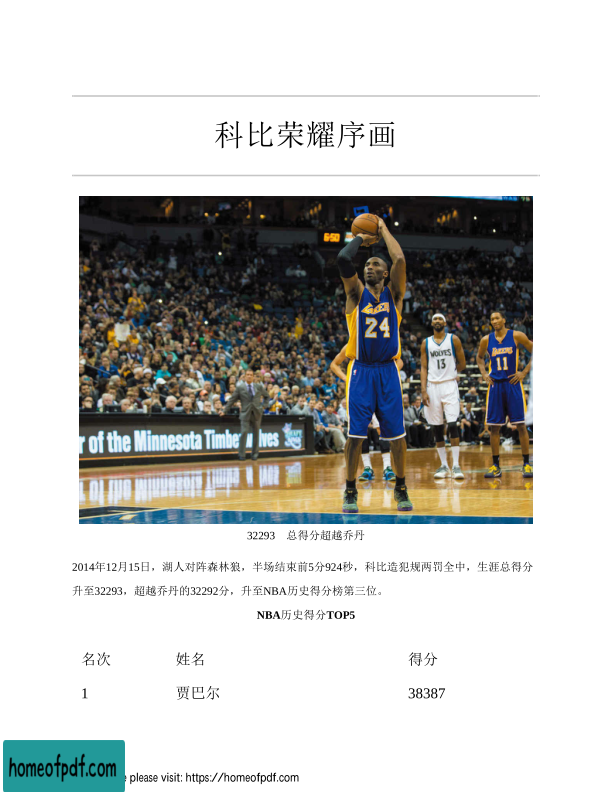 科比荣耀序画
6:50
LAKERS
24
WOLVES
13
LAKERS
11
r of the Minnesota Timberwolves
32293 总得分超越乔丹
2014年12月15日，湖人对阵森林狼，半场结束前5分924秒，科比造犯规两罚全中，生涯总得分
升至32293，超越乔丹的32292分，升至NBA历史得分榜第三位。
NBA历史得分TOP5
名次 姓名 得分
1 贾巴尔 38387
homeofpdf.com
e please visit: https://homeofpdf.com